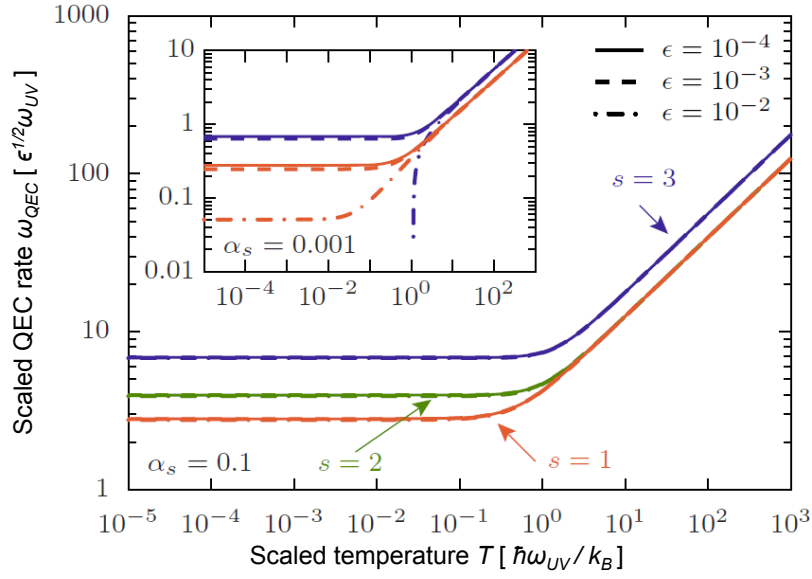 1000
100
10
1
Scaled QEC rate ω_QEC [ ϵ^{1/2}ω_UV ]
10
1
0.1
0.01
α_s = 0.001
10^{-4} 10^{-2} 10^0 10^2
ϵ = 10^{-4}
ϵ = 10^{-3}
ϵ = 10^{-2}
s = 3
α_s = 0.1
s = 2
s = 1
10^{-5} 10^{-4} 10^{-3} 10^{-2} 10^{-1} 10^0 10^1 10^2 10^3
Scaled temperature T [ ℏω_UV / k_B ]